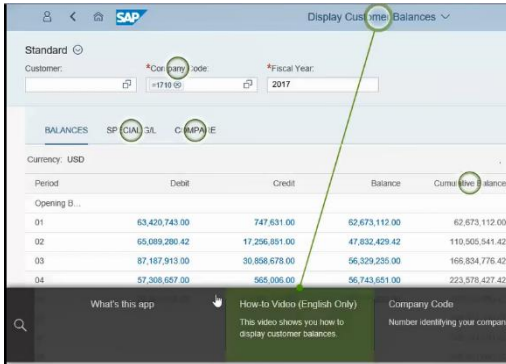 SAP
Display Customer Balances
Standard
Customer: *Company Code: *Fiscal Year:
=1710 2017
BALANCES SPECIAL G/L COMPARE
Currency: USD
Period Debit Credit Balance Cumulative Balance
Opening B...
01 63,420,743.00 747,631.00 62,673,112.00 62,673,112.00
02 65,089,280.42 17,256,851.00 47,832,429.42 110,505,541.42
03 87,187,913.00 30,858,678.00 56,329,235.00 166,834,776.42
04 57,308,657.00 565,006.00 56,743,651.00 223,578,427.42
What's this app How-to Video (English Only) Company Code
This video shows you how to display customer balances. Number identifying your compan